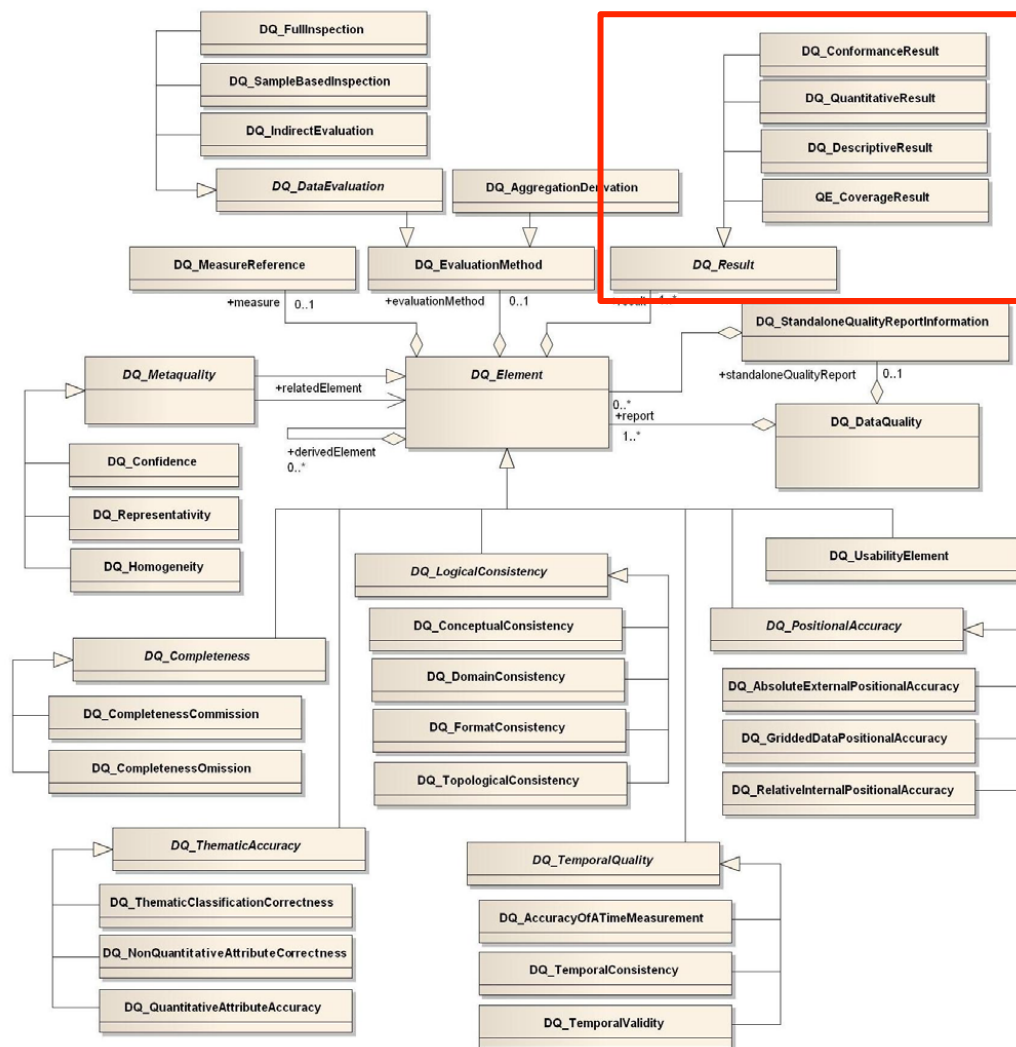 DQ_FullInspection
DQ_SampleBasedInspection
DQ_IndirectEvaluation
DQ_DataEvaluation
DQ_AggregationDerivation
DQ_ConformanceResult
DQ_QuantitativeResult
DQ_DescriptiveResult
QE_CoverageResult
DQ_MeasureReference
DQ_EvaluationMethod
DQ_Result
+measure 0..1
+evaluationMethod 0..1
+result 1..*
DQ_StandaloneQualityReportInformation
DQ_Metaquality
+relatedElement
DQ_Element
0..*
+standaloneQualityReport 0..1
+report
1..*
DQ_DataQuality
+derivedElement
0..*
DQ_Confidence
DQ_Representativity
DQ_Homogeneity
DQ_LogicalConsistency
DQ_ConceptualConsistency
DQ_DomainConsistency
DQ_FormatConsistency
DQ_TopologicalConsistency
DQ_UsabilityElement
DQ_PositionalAccuracy
DQ_AbsoluteExternalPositionalAccuracy
DQ_GriddedDataPositionalAccuracy
DQ_RelativeInternalPositionalAccuracy
DQ_Completeness
DQ_CompletenessCommission
DQ_CompletenessOmission
DQ_ThematicAccuracy
DQ_ThematicClassificationCorrectness
DQ_NonQuantitativeAttributeCorrectness
DQ_QuantitativeAttributeAccuracy
DQ_TemporalQuality
DQ_AccuracyOfATimeMeasurement
DQ_TemporalConsistency
DQ_TemporalValidity